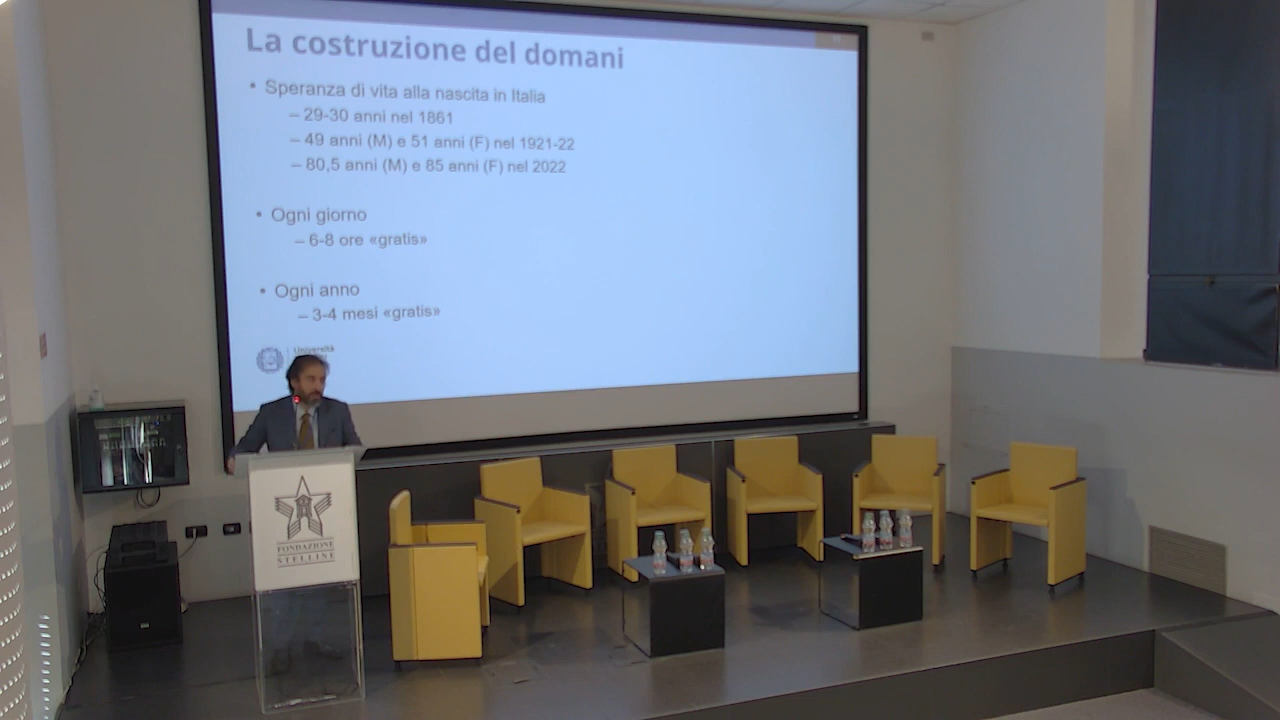 La costruzione del domani
• Speranza di vita alla nascita in Italia
– 29-30 anni nel 1861
– 49 anni (M) e 51 anni (F) nel 1921-22
– 80,5 anni (M) e 85 anni (F) nel 2022
• Ogni giorno
– 6-8 ore «gratis»
• Ogni anno
– 3-4 mesi «gratis»
Università
FONDAZIONE
STELLINE